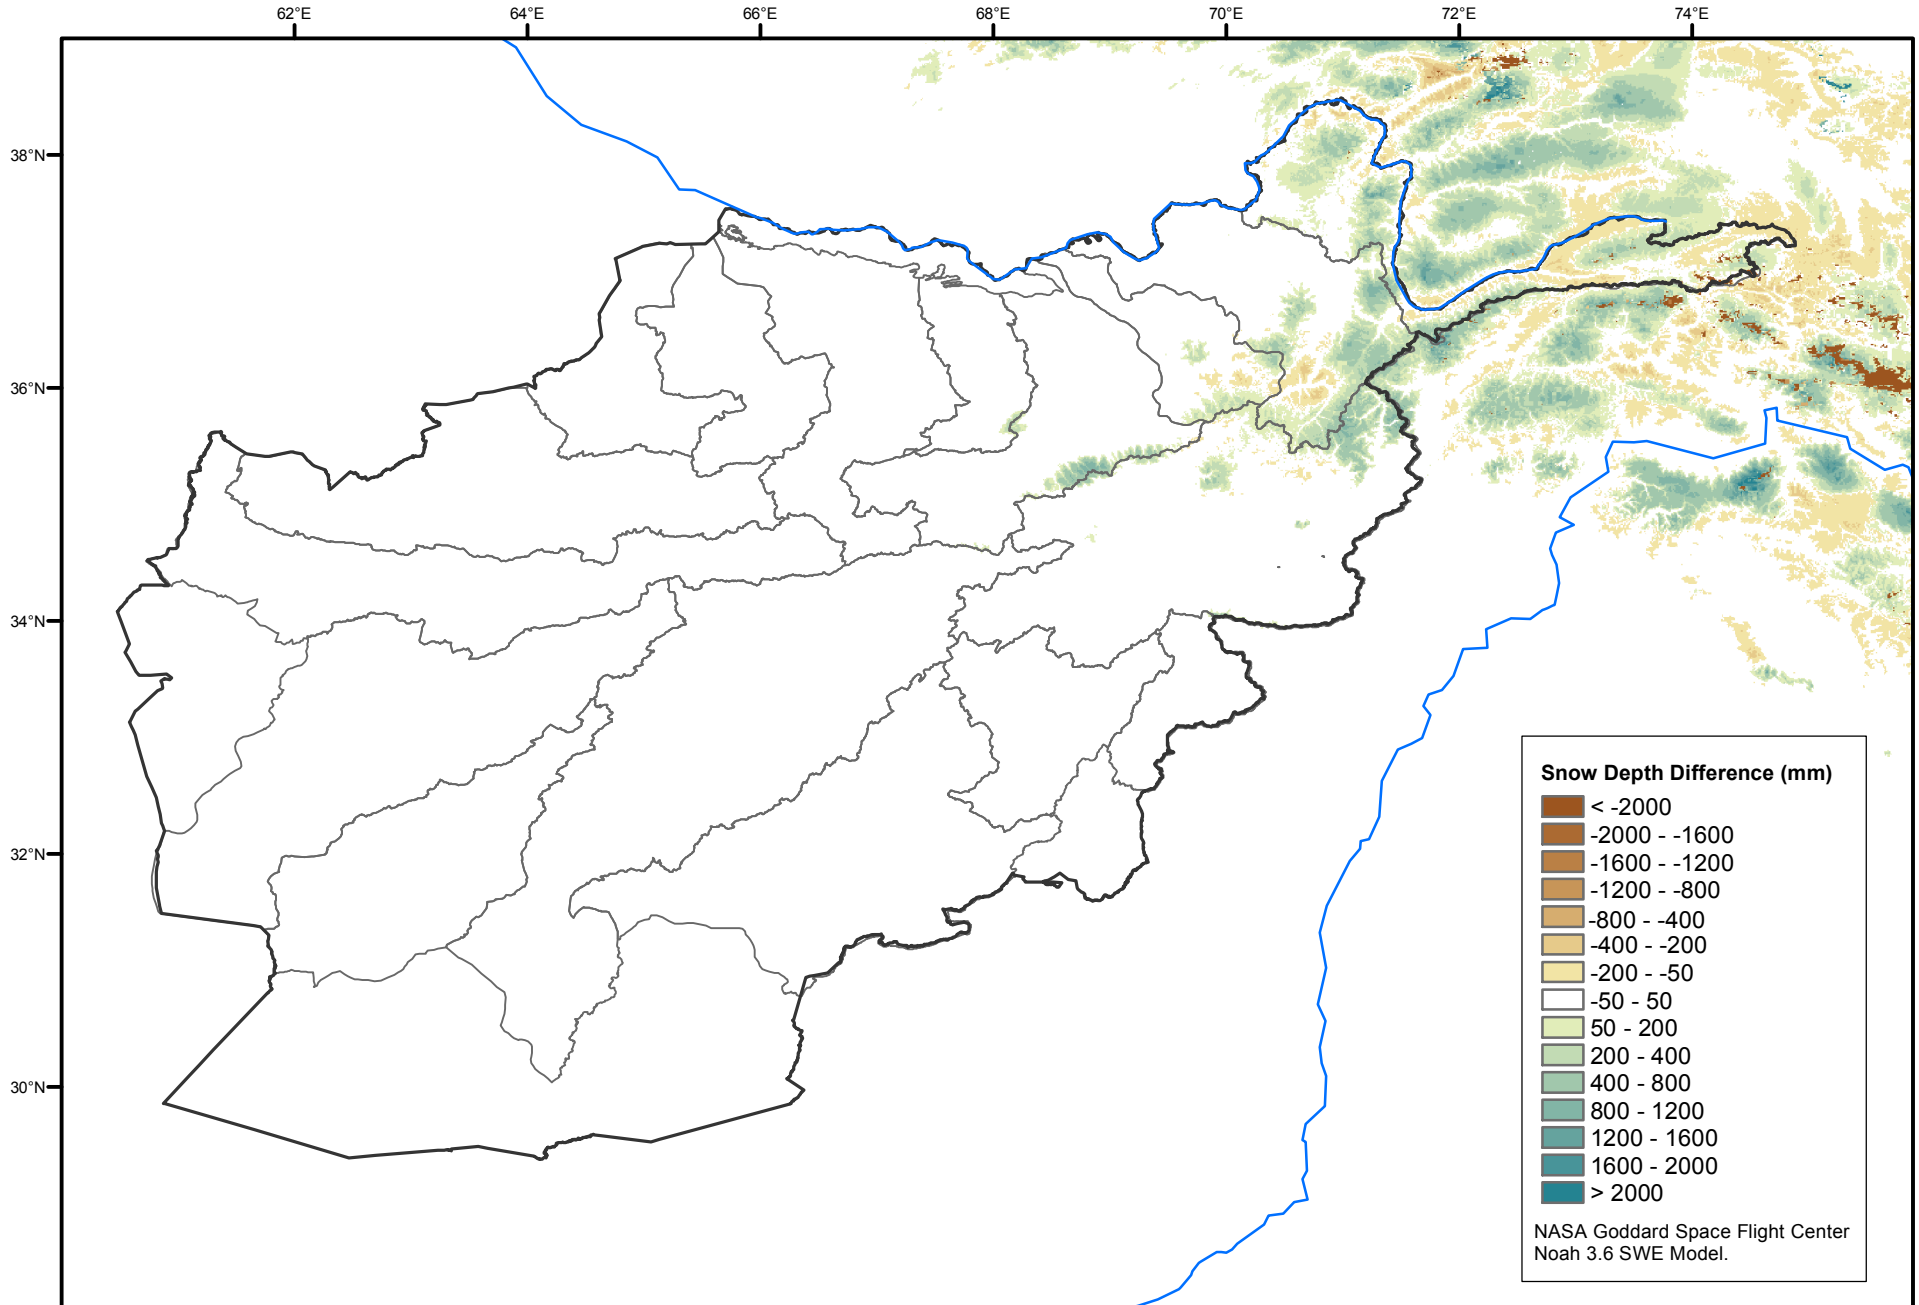 62°E 64°E 66°E 68°E 70°E 72°E 74°E
38°N
36°N
34°N
32°N
30°N
Snow Depth Difference (mm)
< -2000
-2000 - -1600
-1600 - -1200
-1200 - -800
-800 - -400
-400 - -200
-200 - -50
-50 - 50
50 - 200
200 - 400
400 - 800
800 - 1200
1200 - 1600
1600 - 2000
> 2000
NASA Goddard Space Flight Center
Noah 3.6 SWE Model.